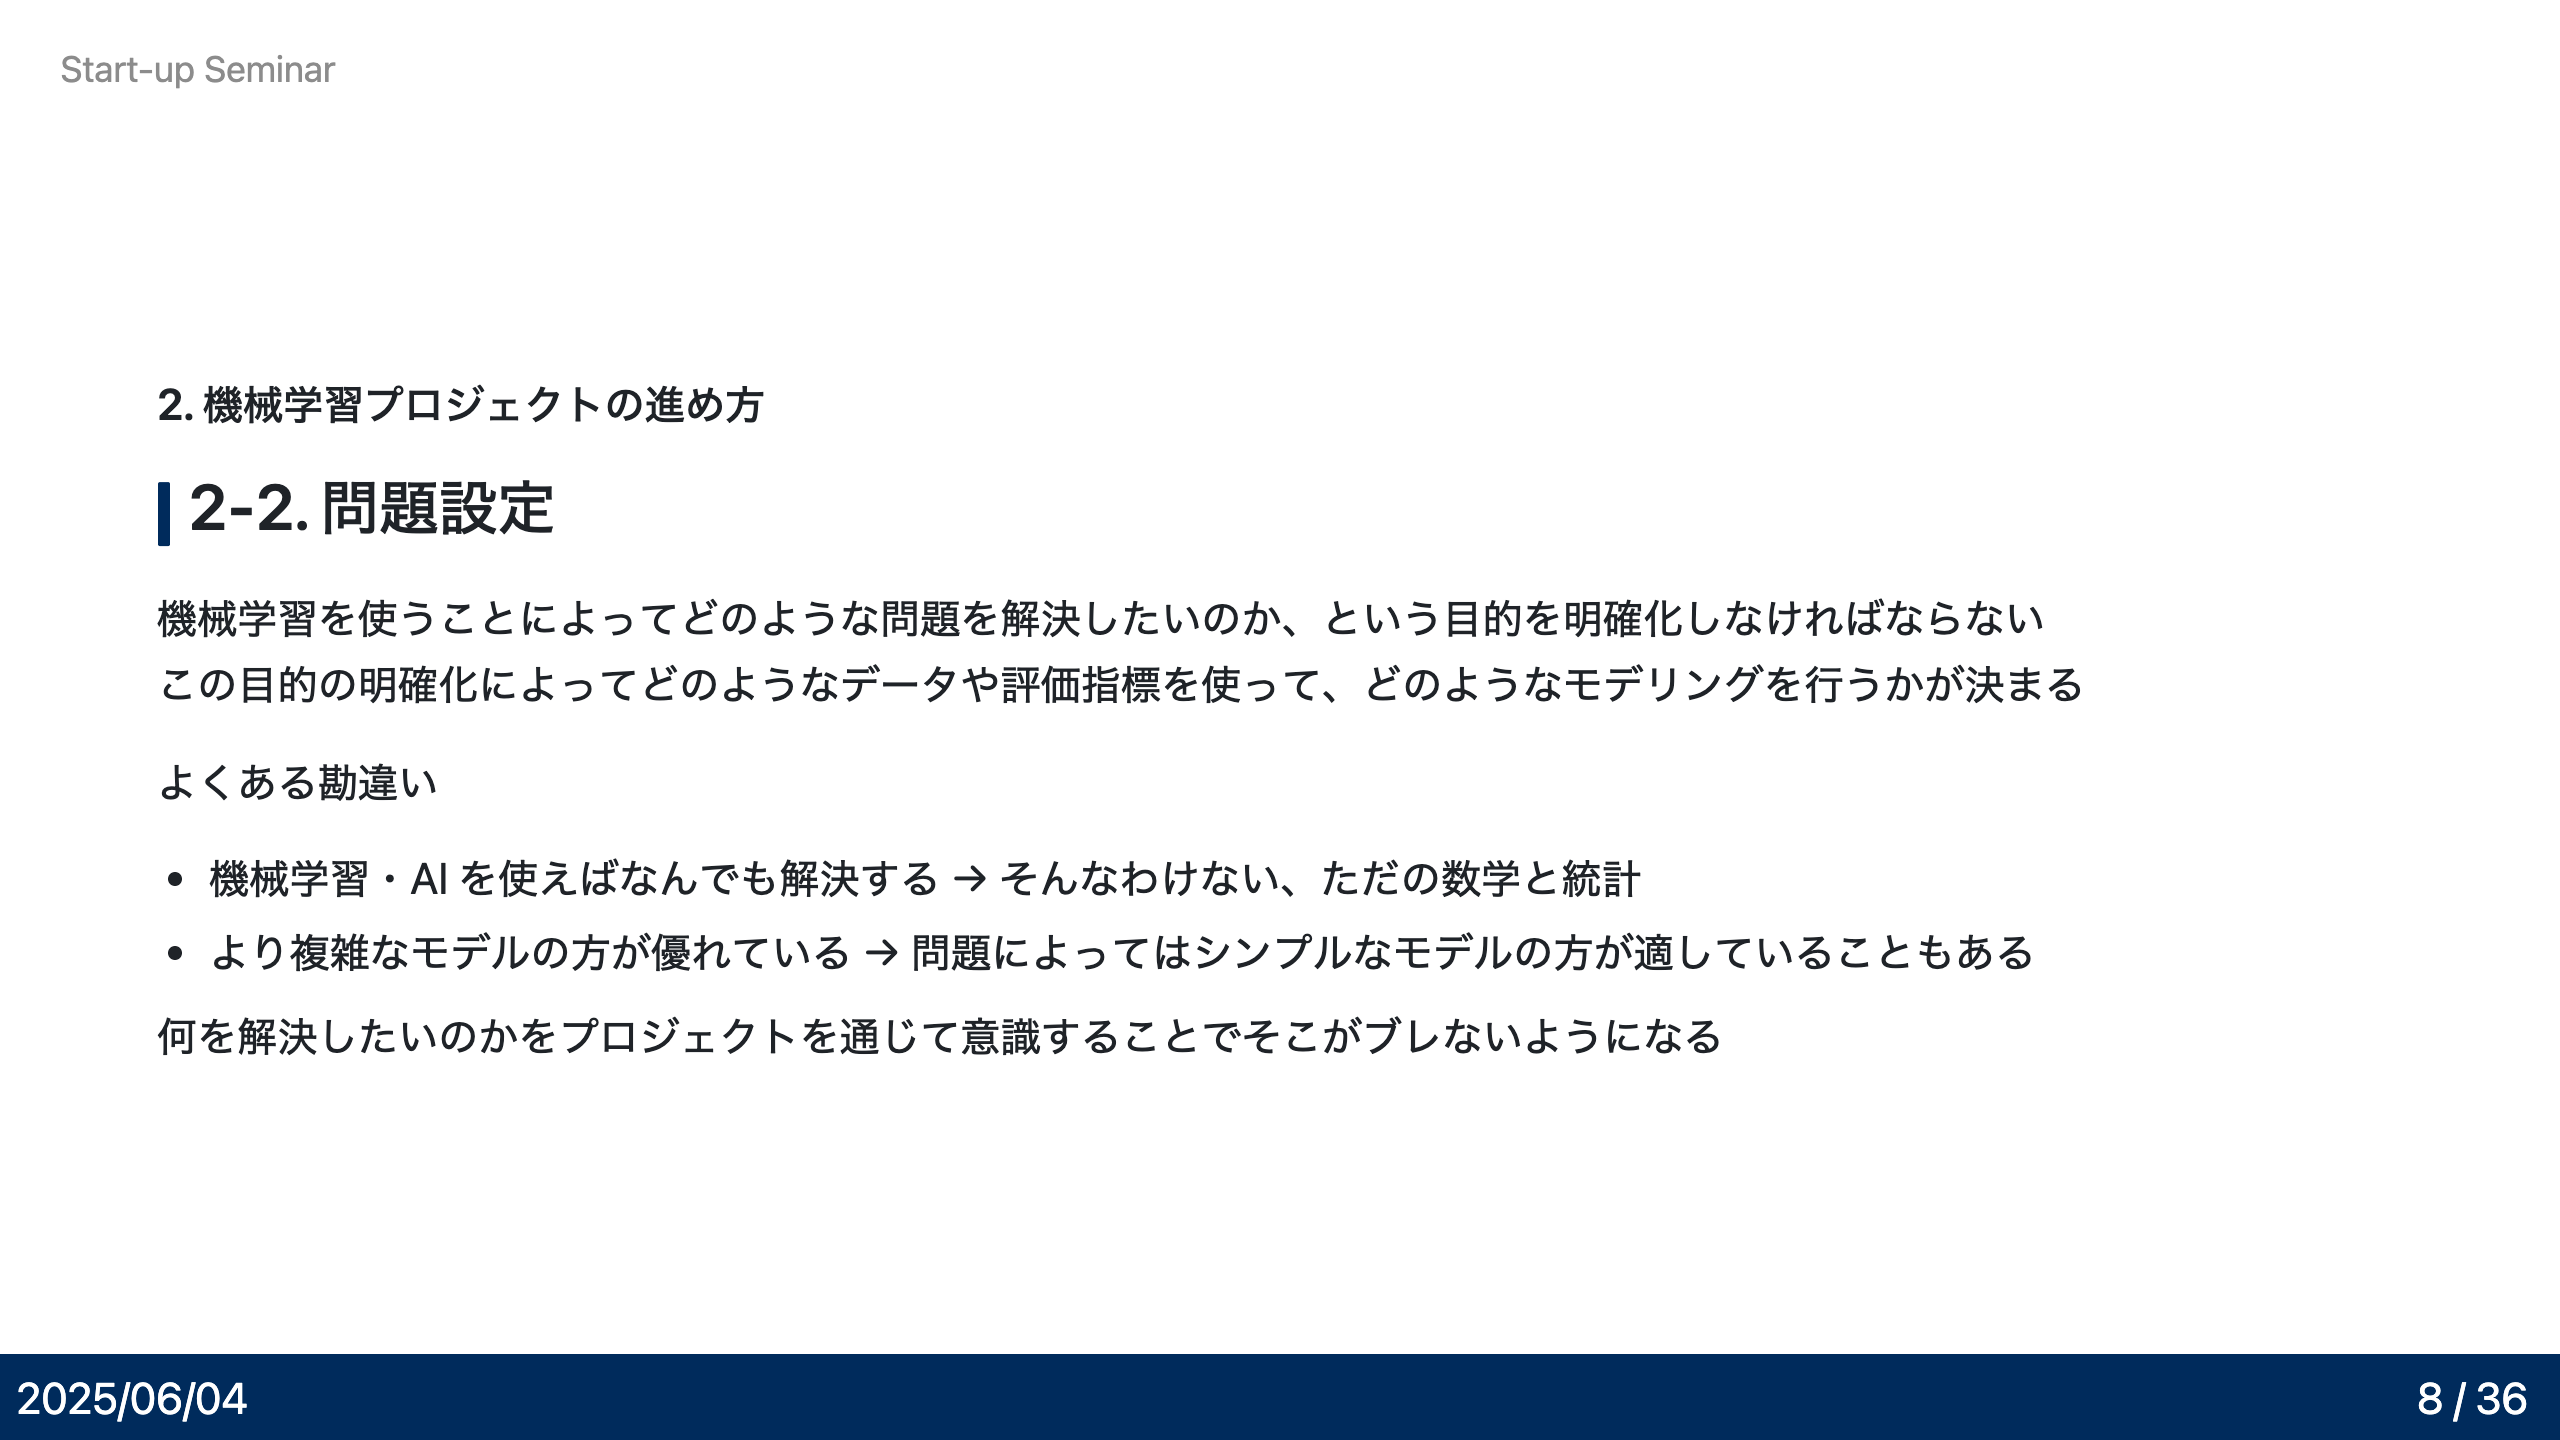 Start-up Seminar
2. 機械学習プロジェクトの進め方
2-2. 問題設定
機械学習を使うことによってどのような問題を解決したいのか、という目的を明確化しなければならない
この目的の明確化によってどのようなデータや評価指標を使って、どのようなモデリングを行うかが決まる
よくある勘違い
• 機械学習・AI を使えばなんでも解決する → そんなわけない、ただの数学と統計
• より複雑なモデルの方が優れている → 問題によってはシンプルなモデルの方が適していることもある
何を解決したいのかをプロジェクトを通じて意識することでそこがブレないようになる
2025/06/04
8 / 36